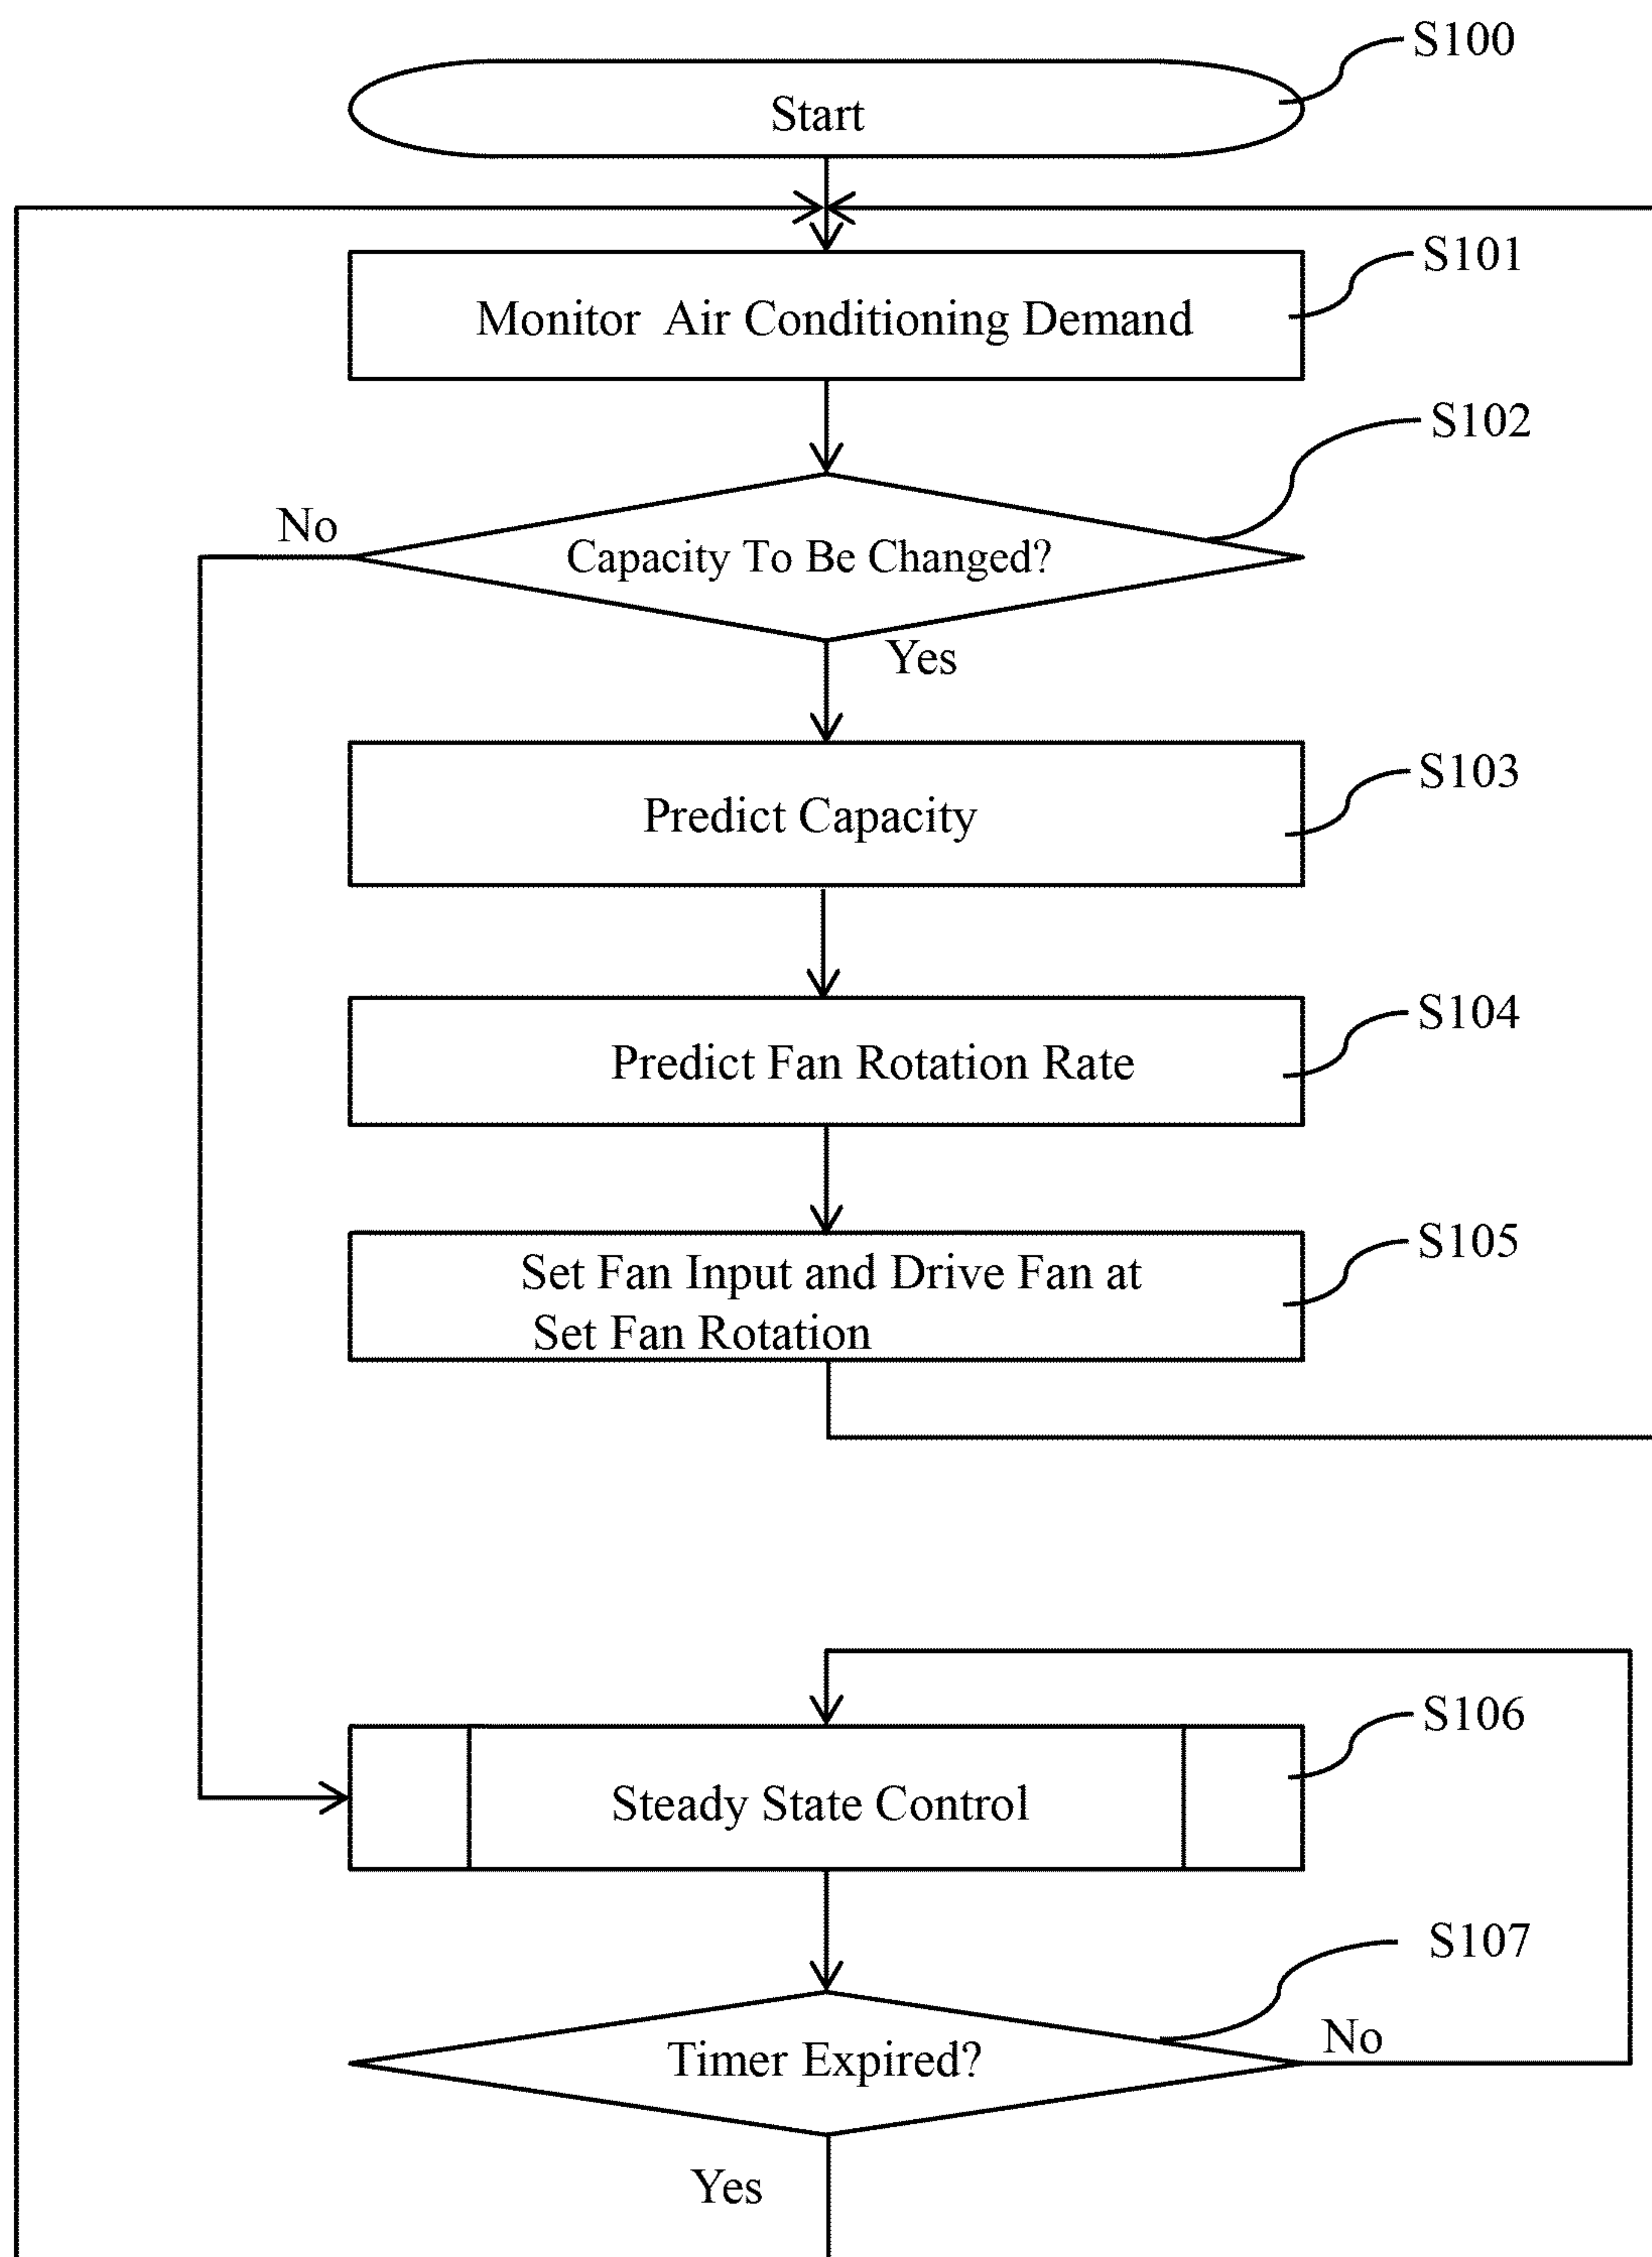 S100
Start
S101
Monitor Air Conditioning Demand
S102
No
Capacity To Be Changed?
Yes
S103
Predict Capacity
S104
Predict Fan Rotation Rate
S105
Set Fan Input and Drive Fan at
Set Fan Rotation
S106
Steady State Control
S107
No
Timer Expired?
Yes